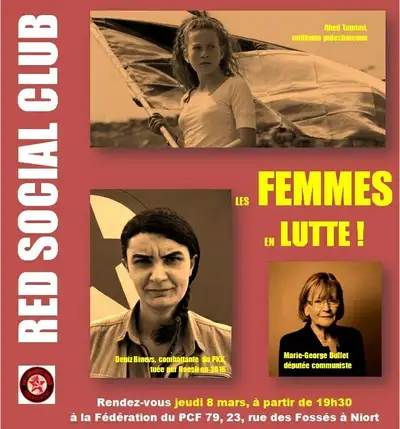 RED SOCIAL CLUB
Ahed Tamimi,
militante palestinienne
LES FEMMES
EN LUTTE !
combattante du PKK,
tuée par Daesh en 2016
Marie-George Buffet
députée communiste
Rendez-vous jeudi 8 mars, à partir de 19h30
à la Fédération du PCF 79, 23, rue des Fossés à Niort